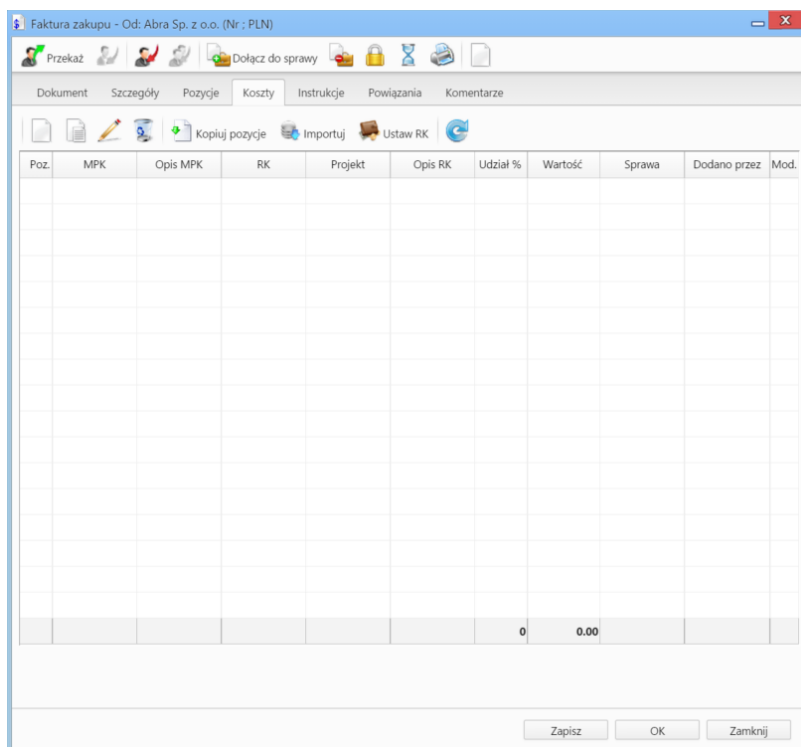 Faktura zakupu - Od: Abra Sp. z o.o. (Nr ; PLN)
Przekaż Dołącz do sprawy
Dokument Szczegóły Pozycje Koszty Instrukcje Powiązania Komentarze
Kopiuj pozycje Importuj Ustaw RK
Poz. MPK Opis MPK RK Projekt Opis RK Udział % Wartość Sprawa Dodano przez Mod.
0 0.00
Zapisz OK Zamknij